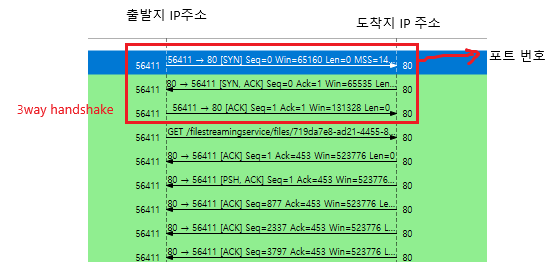 출발지 IP주소
도착지 IP 주소
56411 56411 → 80 [SYN] Seq=0 Win=65160 Len=0 MSS=14... 80
포트 번호
56411 80 → 56411 [SYN, ACK] Seq=0 Ack=1 Win=65535 Len... 80
3way handshake
56411 56411 → 80 [ACK] Seq=1 Ack=1 Win=131328 Len=0 80
56411 GET /filestreamingservice/files/719da7e8-ad21-4455-8... 80
56411 80 → 56411 [ACK] Seq=1 Ack=453 Win=523776 Len=0 80
56411 80 → 56411 [PSH, ACK] Seq=1 Ack=453 Win=523776... 80
56411 80 → 56411 [ACK] Seq=877 Ack=453 Win=523776 Le... 80
56411 80 → 56411 [ACK] Seq=2337 Ack=453 Win=523776 L... 80
56411 80 → 56411 [ACK] Seq=3797 Ack=453 Win=523776 L... 80